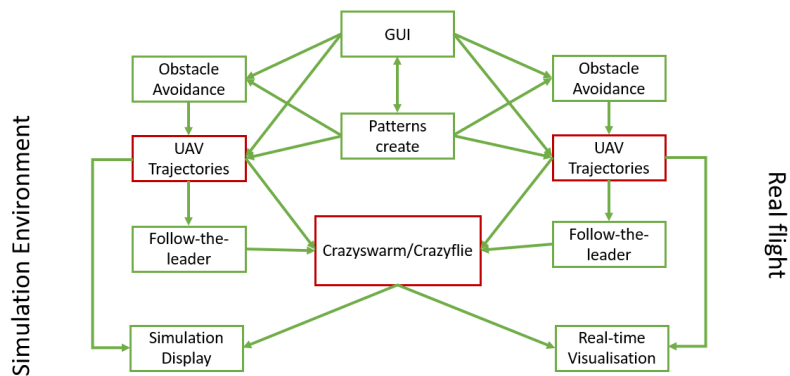 GUI
Obstacle
Avoidance
Obstacle
Avoidance
Patterns
create
UAV
Trajectories
UAV
Trajectories
Simulation Environment
Real flight
Follow-the-
leader
Crazyswarm/Crazyflie
Follow-the-
leader
Simulation
Display
Real-time
Visualisation